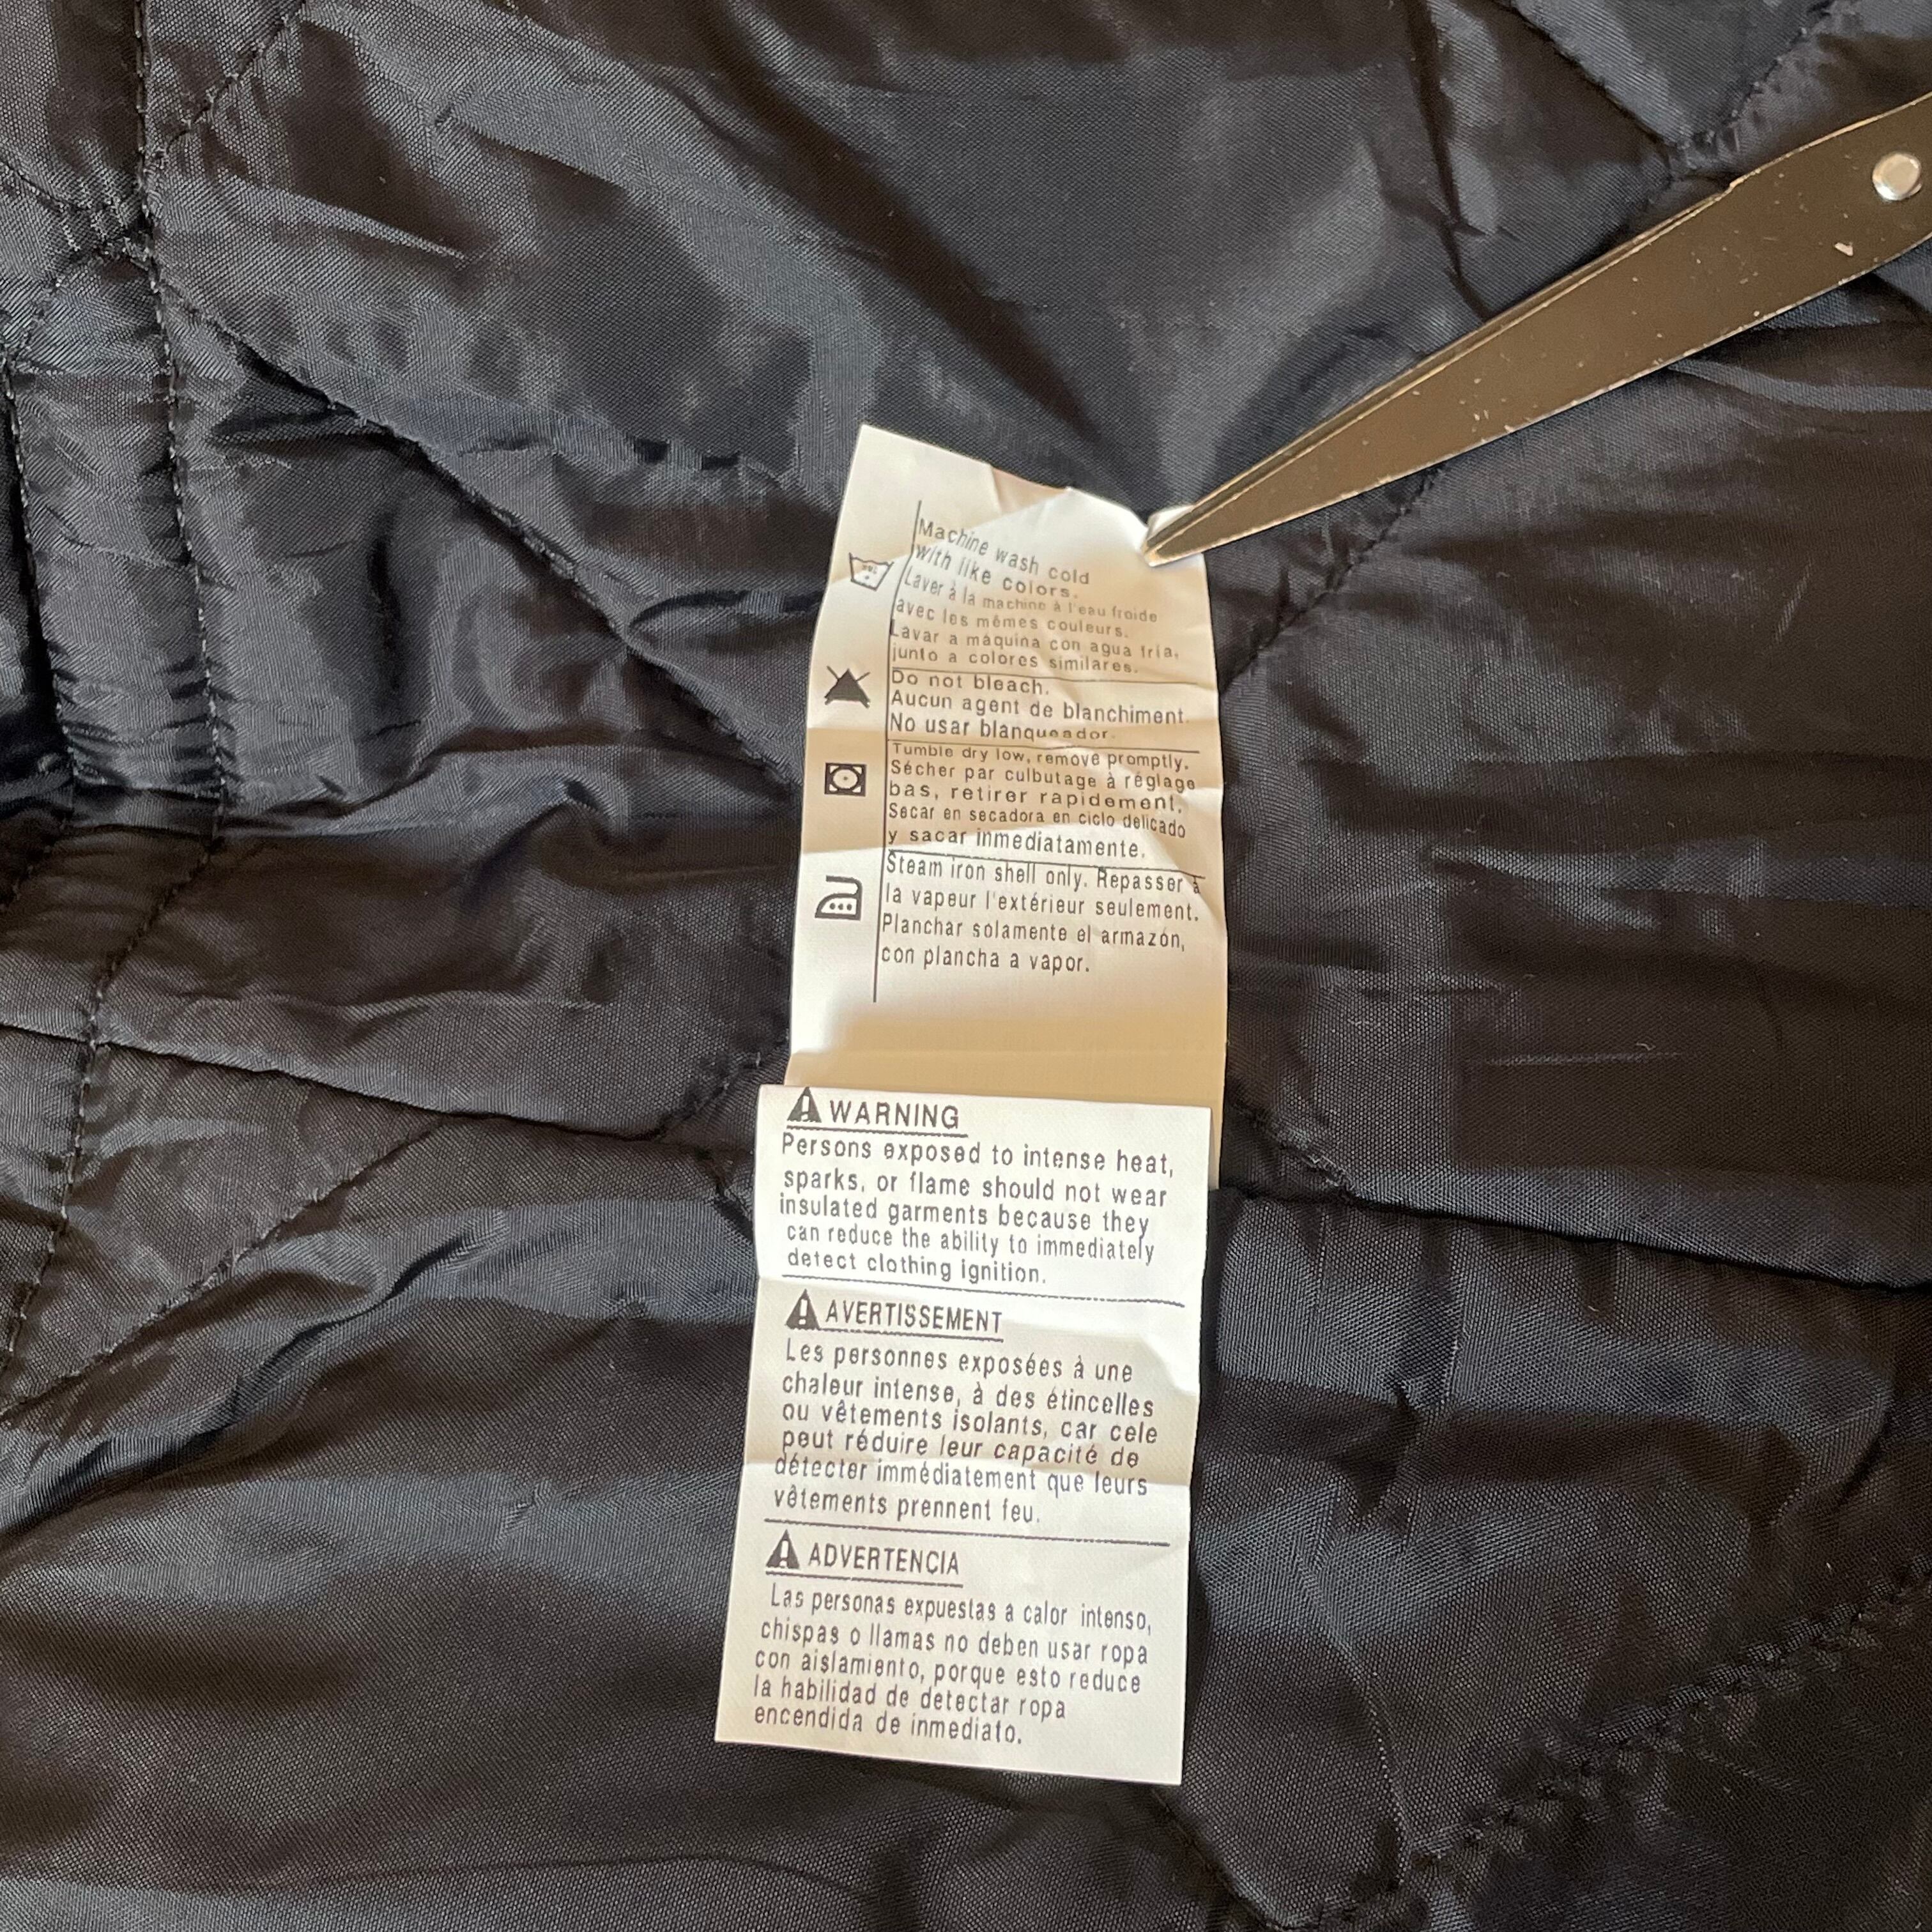 Machine wash cold
with like colors.
Laver à la machine à l'eau froide
avec les mêmes couleurs.
Lavar a máquina con agua fría,
junto a colores similares.
Do not bleach.
Aucun agent de blanchiment.
No usar blanqueador.
Tumble dry low, remove promptly.
Sécher par culbutage à réglage
bas, retirer rapidement.
Secar en secadora en ciclo delicado
y sacar inmediatamente.
Steam iron shell only. Repasser à
la vapeur l'extérieur seulement.
Planchar solamente el armazón,
con plancha a vapor.
WARNING
Persons exposed to intense heat,
sparks, or flame should not wear
insulated garments because they
can reduce the ability to immediately
detect clothing ignition.
AVERTISSEMENT
Les personnes exposées à une
chaleur intense, à des étincelles
ou vêtements isolants, car cele
peut réduire leur capacité de
détecter immédiatement que leurs
vêtements prennent feu.
ADVERTENCIA
Las personas expuestas a calor intenso,
chispas o llamas no deben usar ropa
con aislamiento, porque esto reduce
la habilidad de detectar ropa
encendida de inmediato.